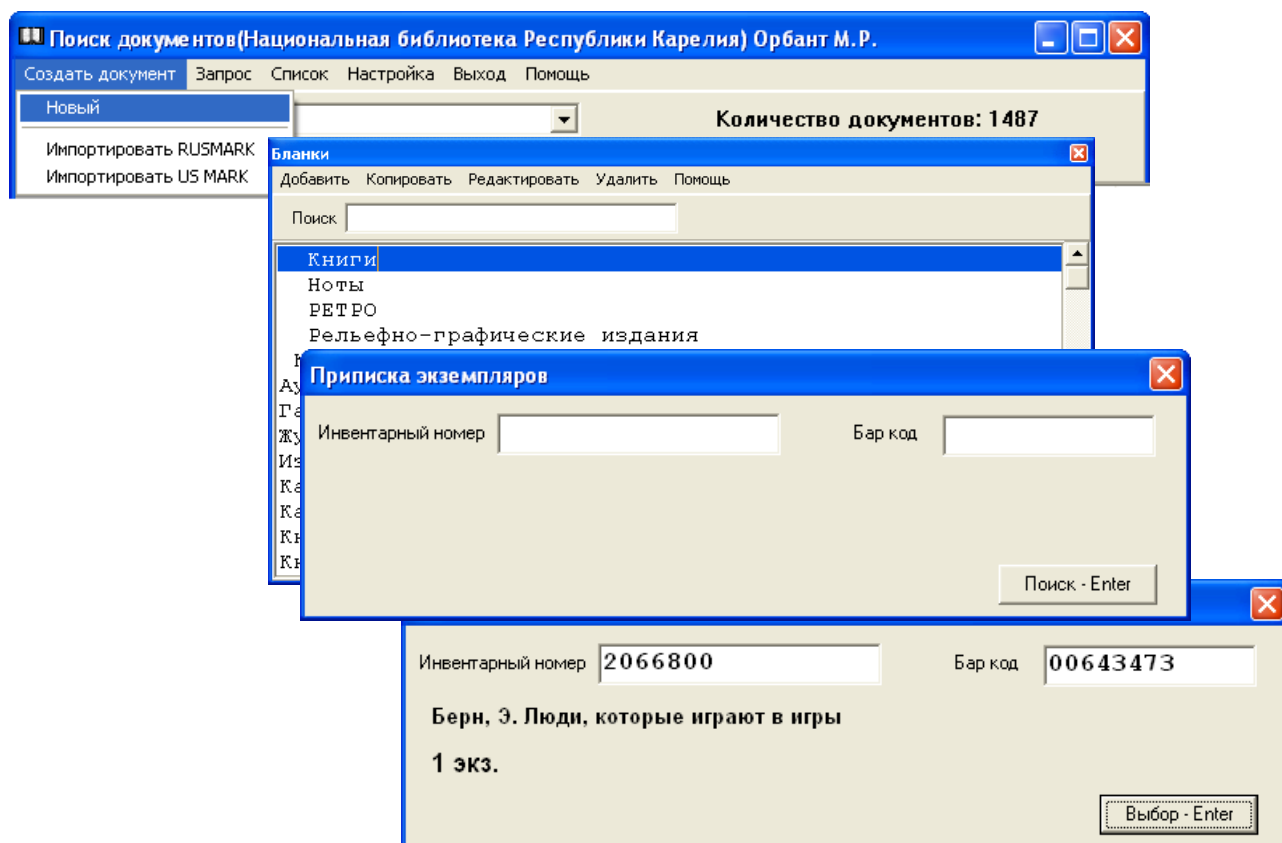 Поиск документов(Национальная библиотека Республики Карелия) Орбант М.Р.
Создать документ Запрос Список Настройка Выход Помощь
Новый
Количество документов: 1487
Импортировать RUSMARK
Импортировать US MARK
Бланки
Добавить Копировать Редактировать Удалить Помощь
Поиск
Книги
Ноты
РЕТРО
Рельефно-графические издания
Приписка экземпляров
Инвентарный номер Бар код
Поиск - Enter
Инвентарный номер 2066800 Бар код 00643473
Берн, Э. Люди, которые играют в игры
1 экз.
Выбор - Enter